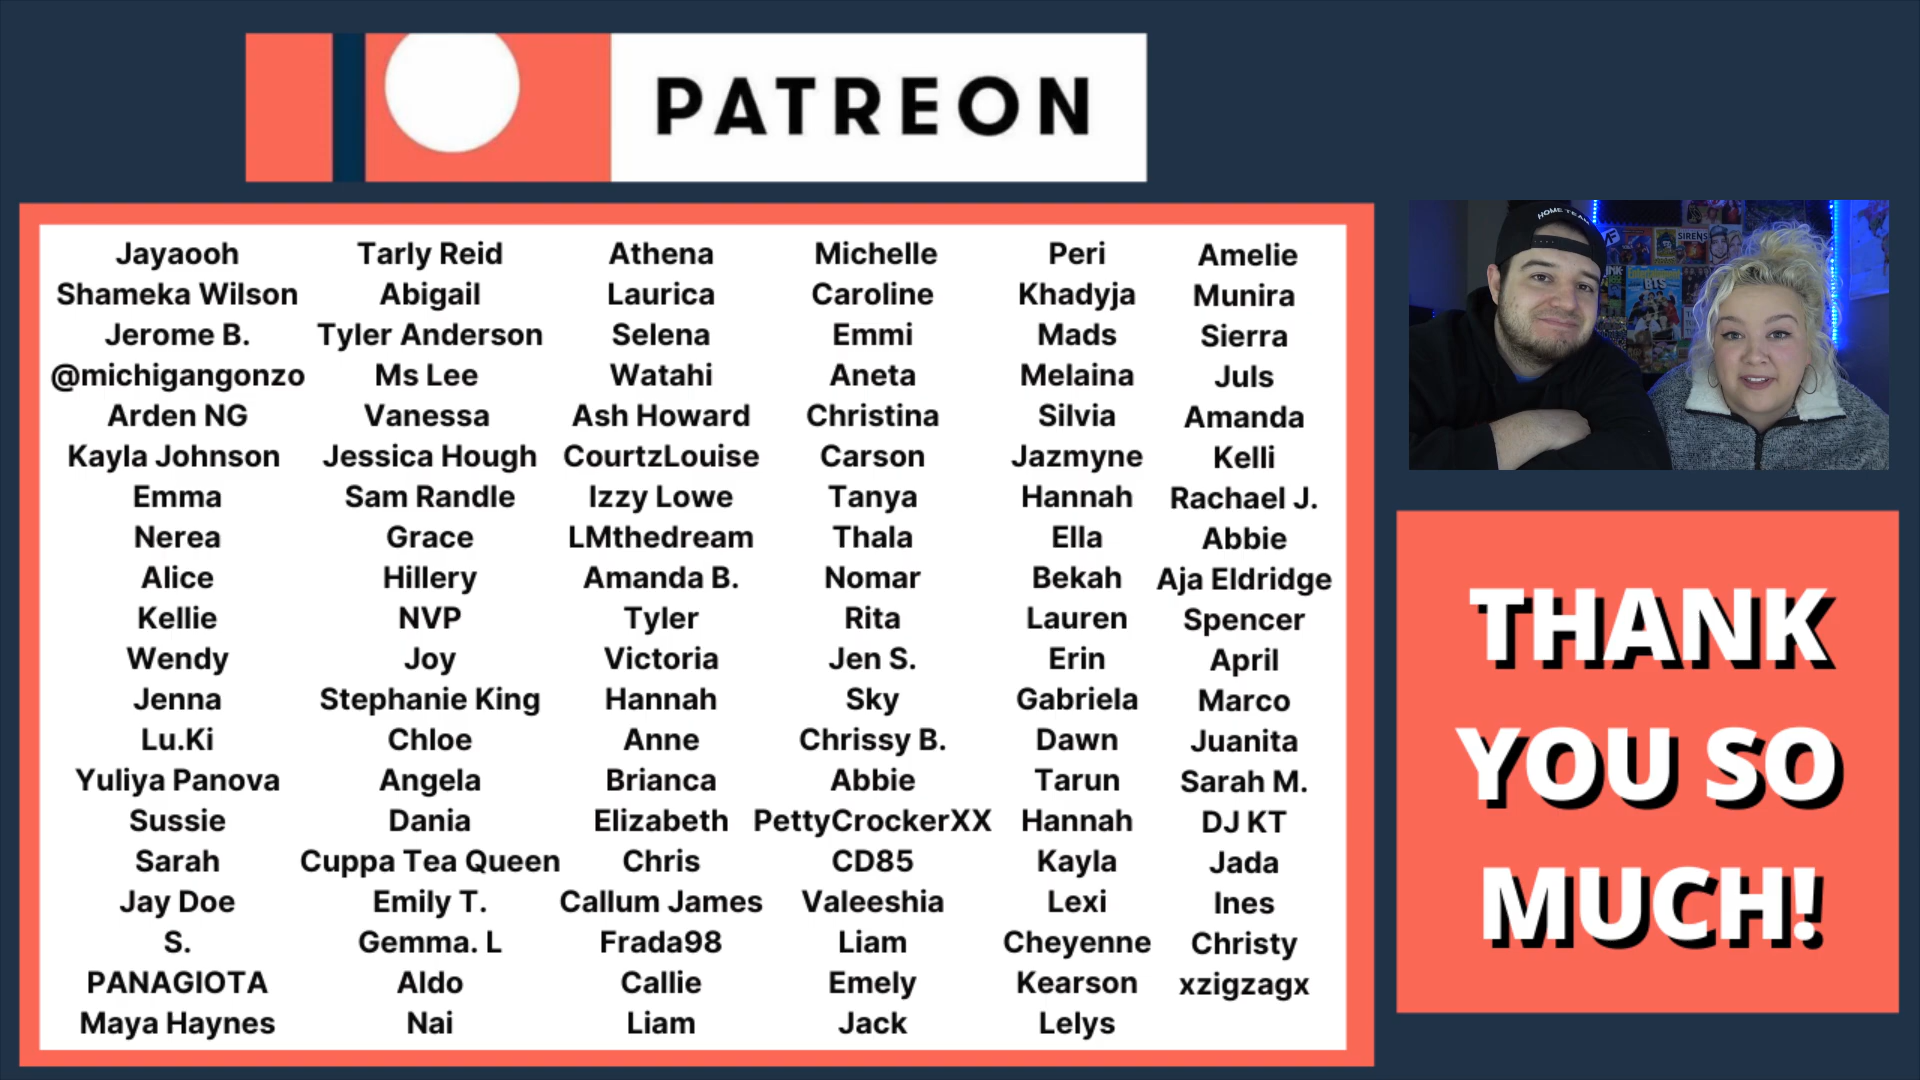 PATREON
Jayaooh
Shameka Wilson
Jerome B.
@michigangonzo
Arden NG
Kayla Johnson
Emma
Nerea
Alice
Kellie
Wendy
Jenna
Lu.Ki
Yuliya Panova
Sussie
Sarah
Jay Doe
S.
PANAGIOTA
Maya Haynes
Tarly Reid
Abigail
Tyler Anderson
Ms Lee
Vanessa
Jessica Hough
Sam Randle
Grace
Hillery
NVP
Joy
Stephanie King
Chloe
Angela
Dania
Cuppa Tea Queen
Emily T.
Gemma. L
Aldo
Nai
Athena
Laurica
Selena
Watahi
Ash Howard
CourtzLouise
Izzy Lowe
LMthedream
Amanda B.
Tyler
Victoria
Hannah
Anne
Brianca
Elizabeth
Chris
Callum James
Frada98
Callie
Liam
Michelle
Caroline
Emmi
Aneta
Christina
Carson
Tanya
Thala
Nomar
Rita
Jen S.
Sky
Chrissy B.
Abbie
PettyCrockerXX
CD85
Valeeshia
Liam
Emely
Jack
Peri
Khadyja
Mads
Melaina
Silvia
Jazmyne
Hannah
Ella
Bekah
Lauren
Erin
Gabriela
Dawn
Tarun
Hannah
Kayla
Lexi
Cheyenne
Kearson
Lelys
Amelie
Munira
Sierra
Juls
Amanda
Kelli
Rachael J.
Abbie
Aja Eldridge
Spencer
April
Marco
Juanita
Sarah M.
DJ KT
Jada
Ines
Christy
xzigzagx
HOME TEAM
SIRENS
BTS
THANK
YOU SO
MUCH!